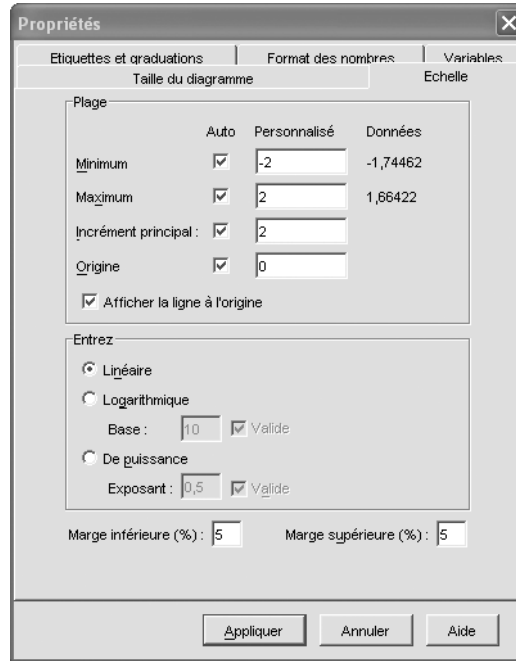 Propriétés
Etiquettes et graduations Format des nombres Variables
Taille du diagramme Echelle
Plage
Auto Personnalisé Données
Minimum -2 -1,74462
Maximum 2 1,66422
Incrément principal : 2
Origine 0
Afficher la ligne à l'origine
Entrez
Linéaire
Logarithmique
Base : 10 Valide
De puissance
Exposant : 0,5 Valide
Marge inférieure (%) : 5 Marge supérieure (%) : 5
Appliquer Annuler Aide